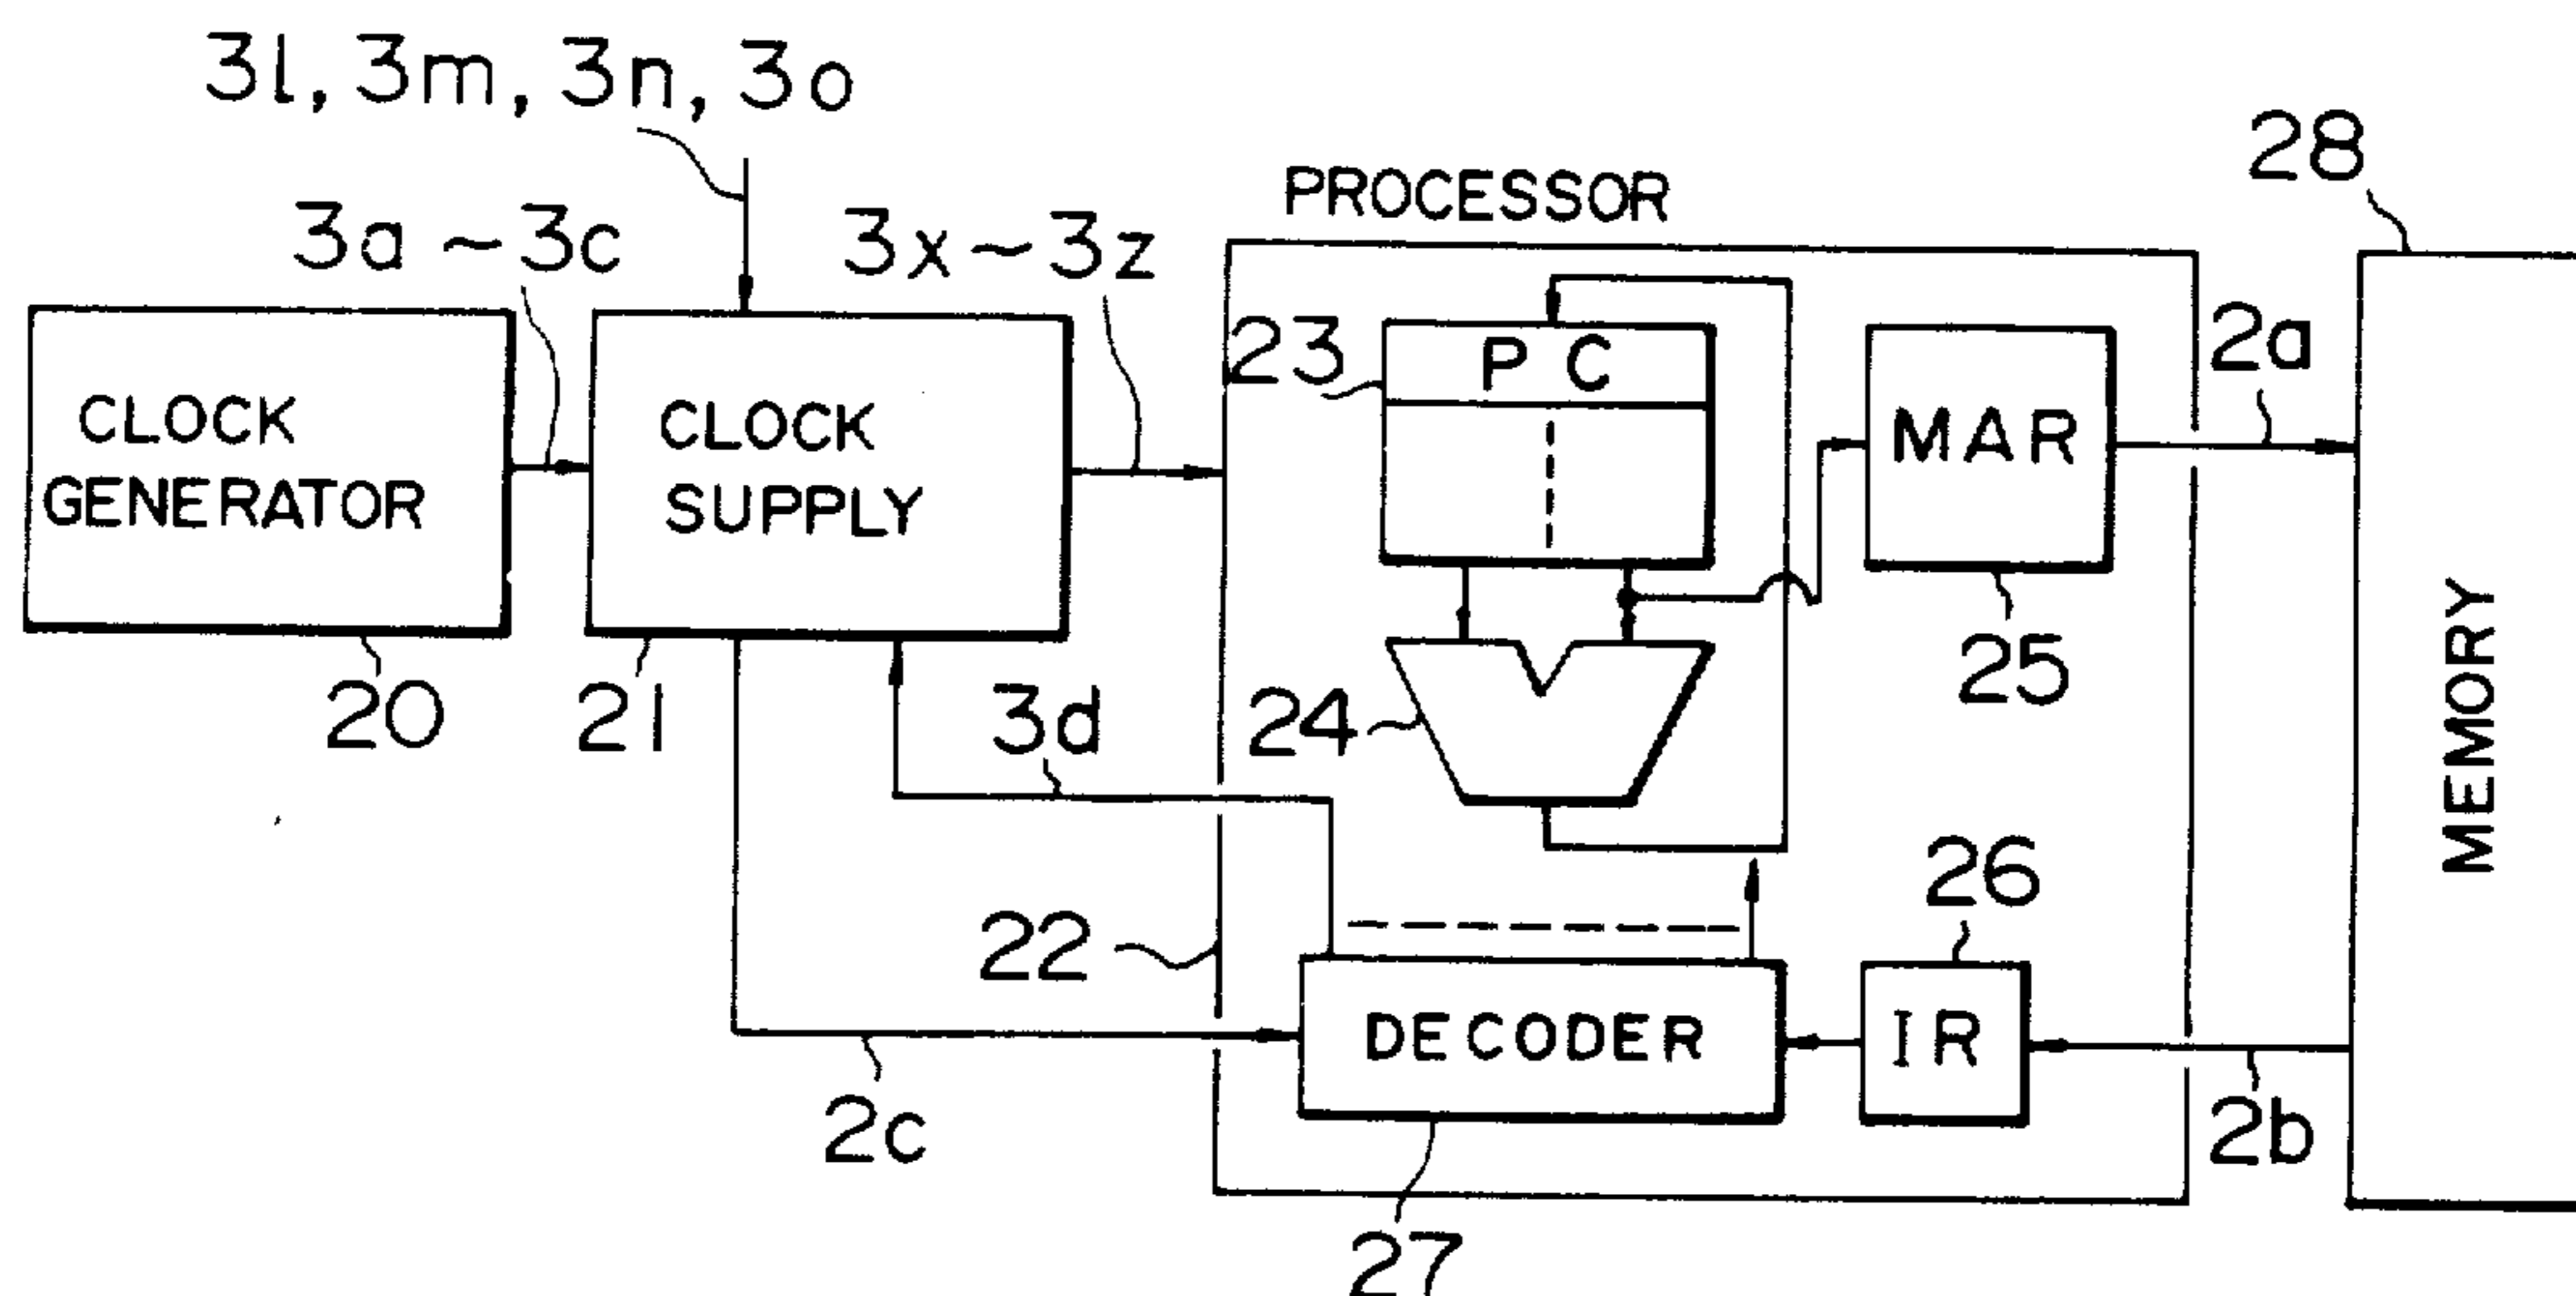 3l, 3m, 3n, 3o
3a ~ 3c
3x ~ 3z
PROCESSOR
28
CLOCK
GENERATOR
CLOCK
SUPPLY
23
P C
MAR
2a
20
21
3d
24
25
MEMORY
22
26
DECODER
IR
2c
2b
27